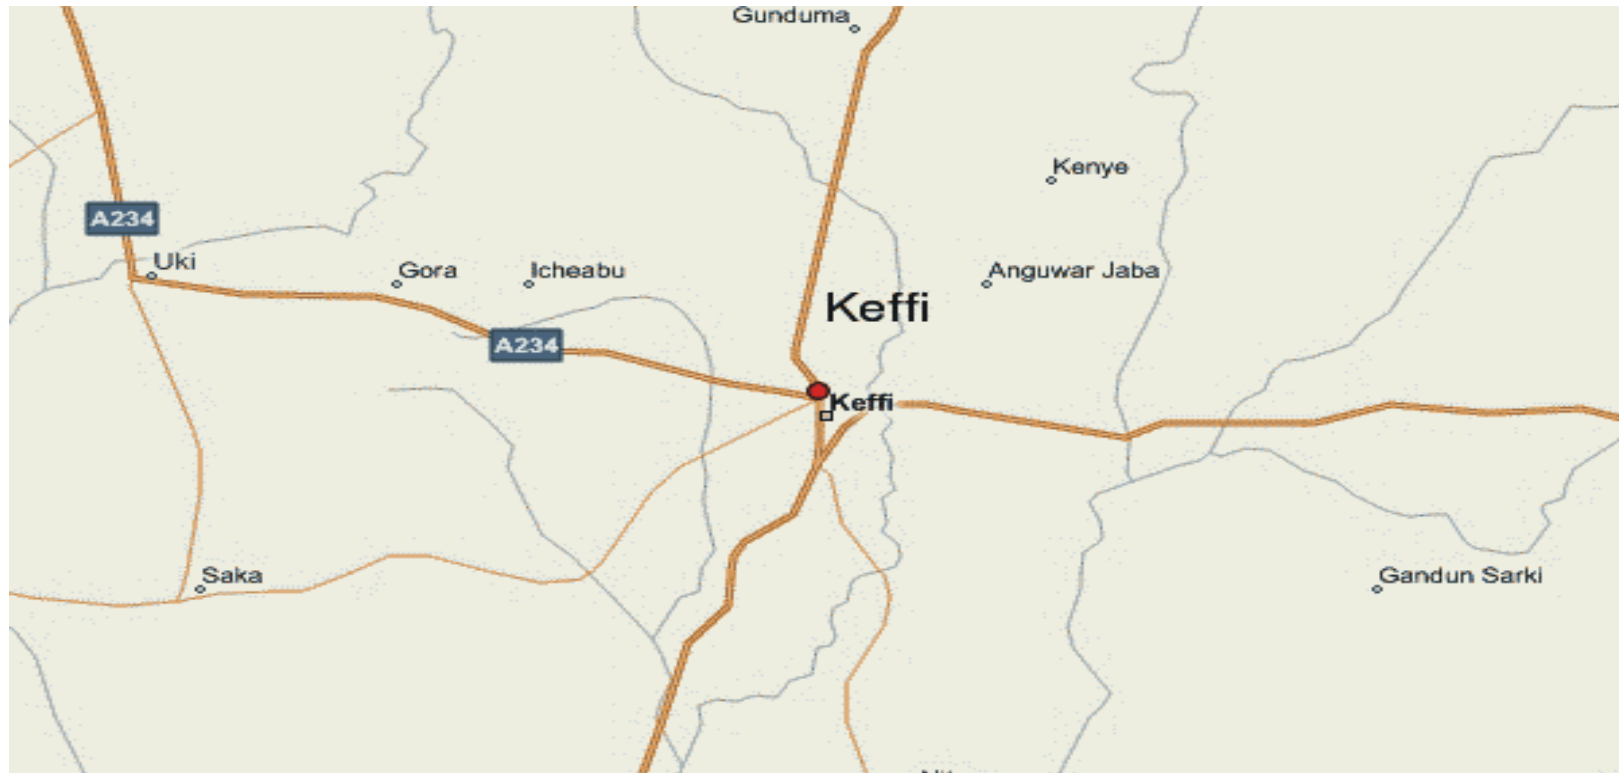 Gunduma
Kenye
A234
Uki
Gora
Icheabu
Anguwar Jaba
Keffi
A234
Keffi
Saka
Gandun Sarki